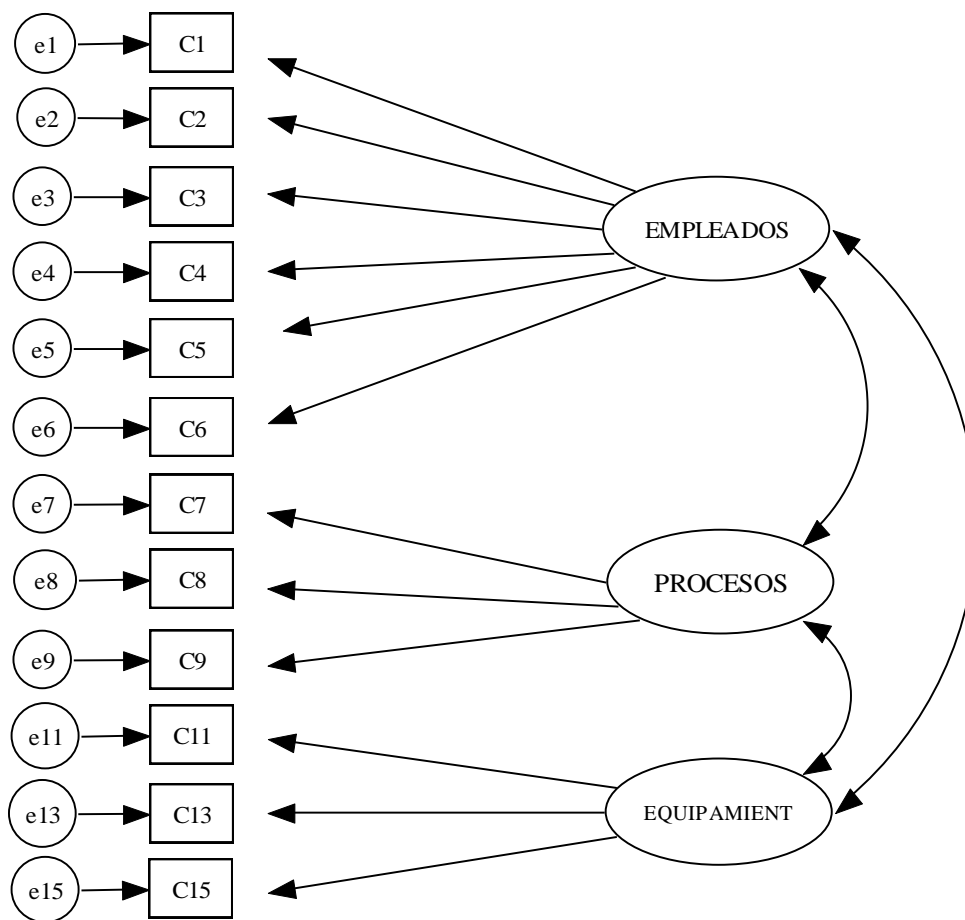 e1 C1
e2 C2
e3 C3
EMPLEADOS
e4 C4
e5 C5
e6 C6
e7 C7
e8 C8
PROCESOS
e9 C9
e11 C11
e13 C13
EQUIPAMIENT
e15 C15